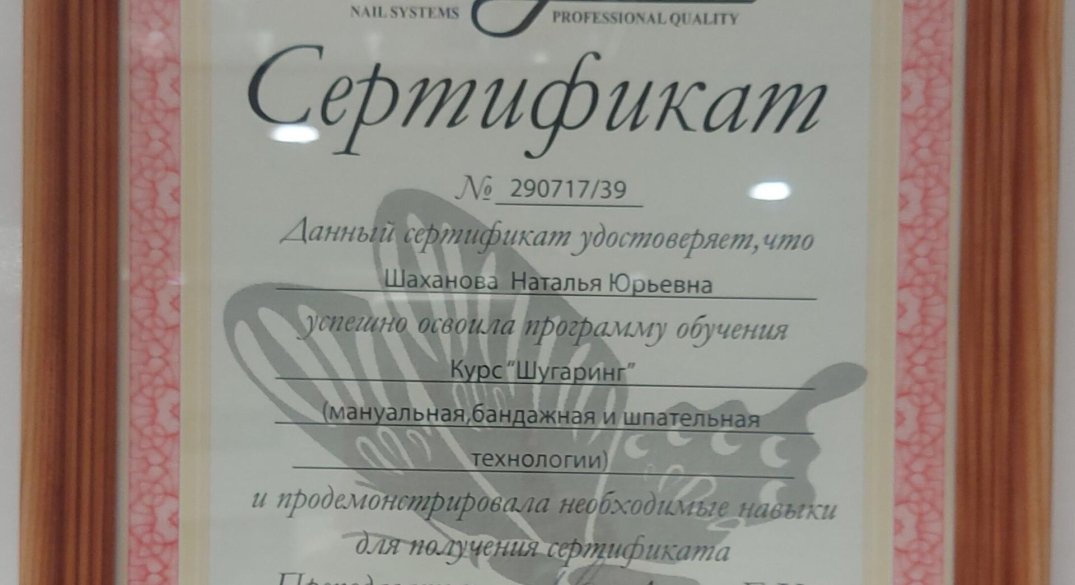 NAIL SYSTEMS PROFESSIONAL QUALITY
Сертификат
№ 290717/39
Данный сертификат удостоверяет,что
Шаханова Наталья Юрьевна
успешно освоила программу обучения
Курс "Шугаринг"
(мануальная,бандажная и шпательная
технологии)
и продемонстрировала необходимые навыки
для получения сертификата